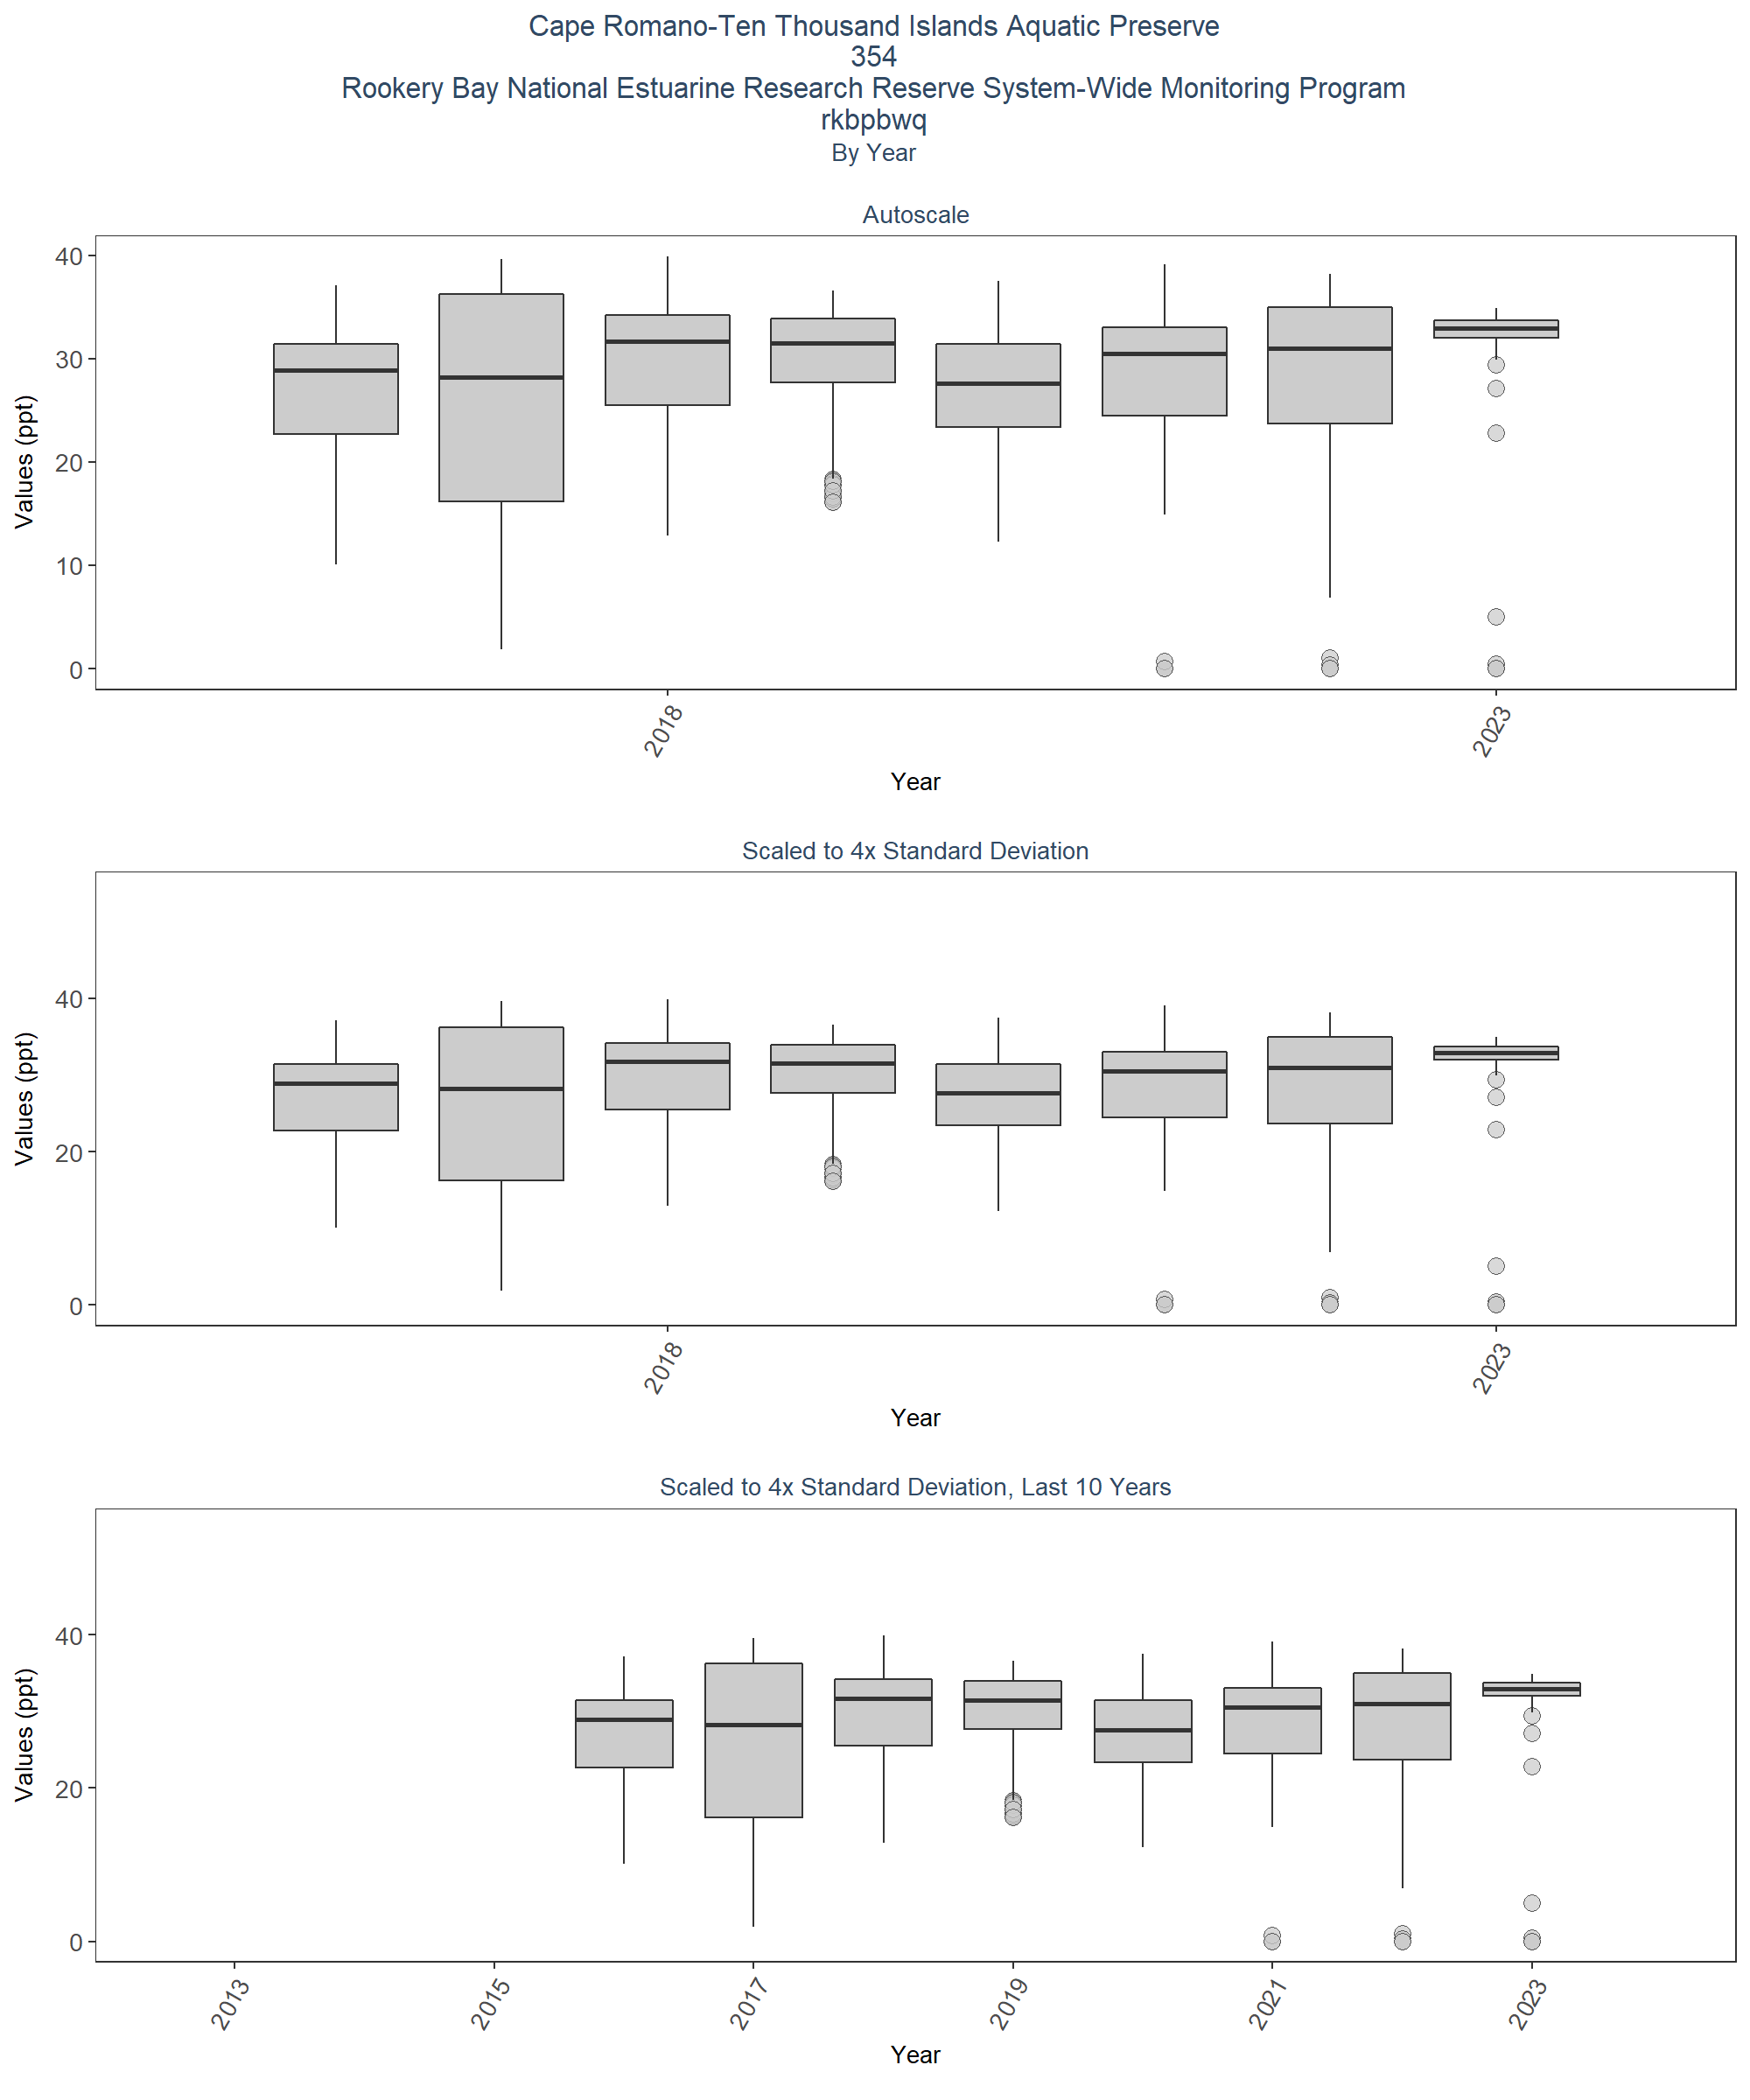 Cape Romano-Ten Thousand Islands Aquatic Preserve
354
Rookery Bay National Estuarine Research Reserve System-Wide Monitoring Program
rkbpbwq
By Year
Autoscale
Values (ppt)
40
30
20
10
0
2018
2023
Year
Scaled to 4x Standard Deviation
Values (ppt)
40
20
0
2018
2023
Year
Scaled to 4x Standard Deviation, Last 10 Years
Values (ppt)
40
20
0
2013
2015
2017
2019
2021
2023
Year